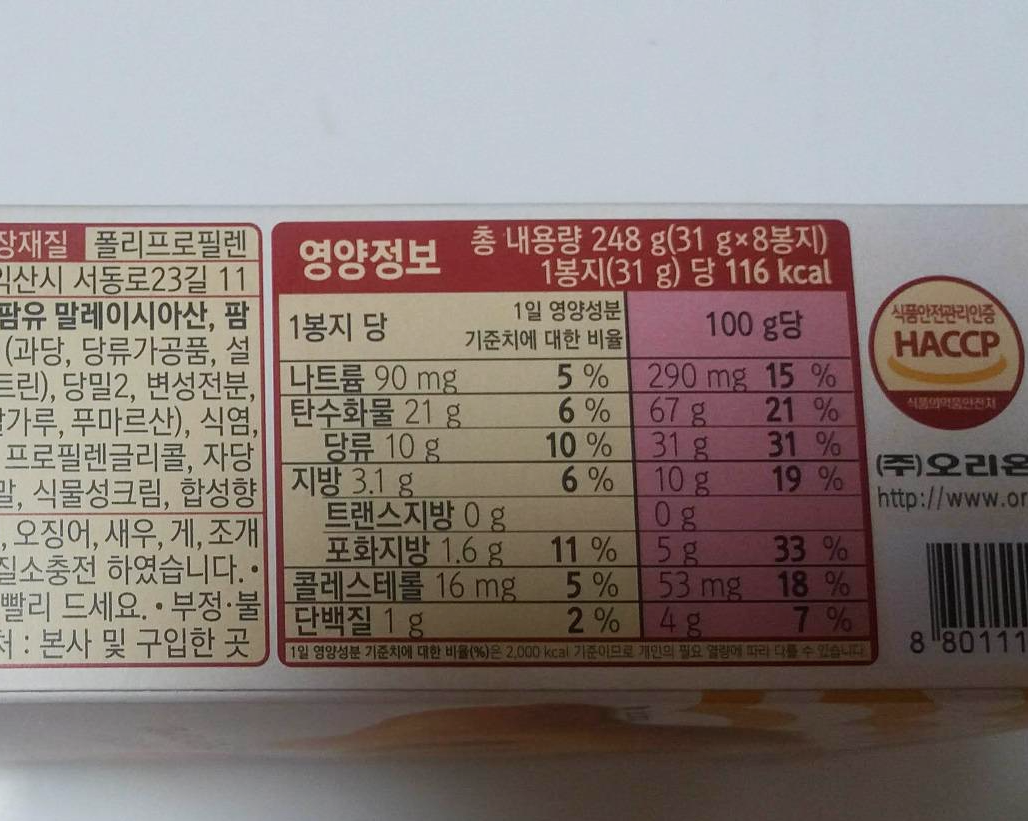 장재질 폴리프로필렌
익산시 서동로23길 11
팜유 말레이시아산, 팜
(과당, 당류가공품, 설
트린), 당밀2, 변성전분,
가루, 푸마르산), 식염,
프로필렌글리콜, 자당
말, 식물성크림, 합성향
, 오징어, 새우, 게, 조개
질소충전 하였습니다. •
빨리 드세요. • 부정·불
처 : 본사 및 구입한 곳
영양정보
총 내용량 248 g(31 g×8봉지)
1봉지(31 g) 당 116 kcal
1봉지 당 1일 영양성분 기준치에 대한 비율 100 g당
나트륨 90 mg 5 % 290 mg 15 %
탄수화물 21 g 6 % 67 g 21 %
당류 10 g 10 % 31 g 31 %
지방 3.1 g 6 % 10 g 19 %
트랜스지방 0 g 0 g
포화지방 1.6 g 11 % 5 g 33 %
콜레스테롤 16 mg 5 % 53 mg 18 %
단백질 1 g 2 % 4 g 7 %
1일 영양성분 기준치에 대한 비율(%)은 2,000 kcal 기준이므로 개인의 필요 열량에 따라 다를 수 있습니다.
식품안전관리인증
HACCP
식품의약품안전처
(주)오리온
http://www.or
8 80111